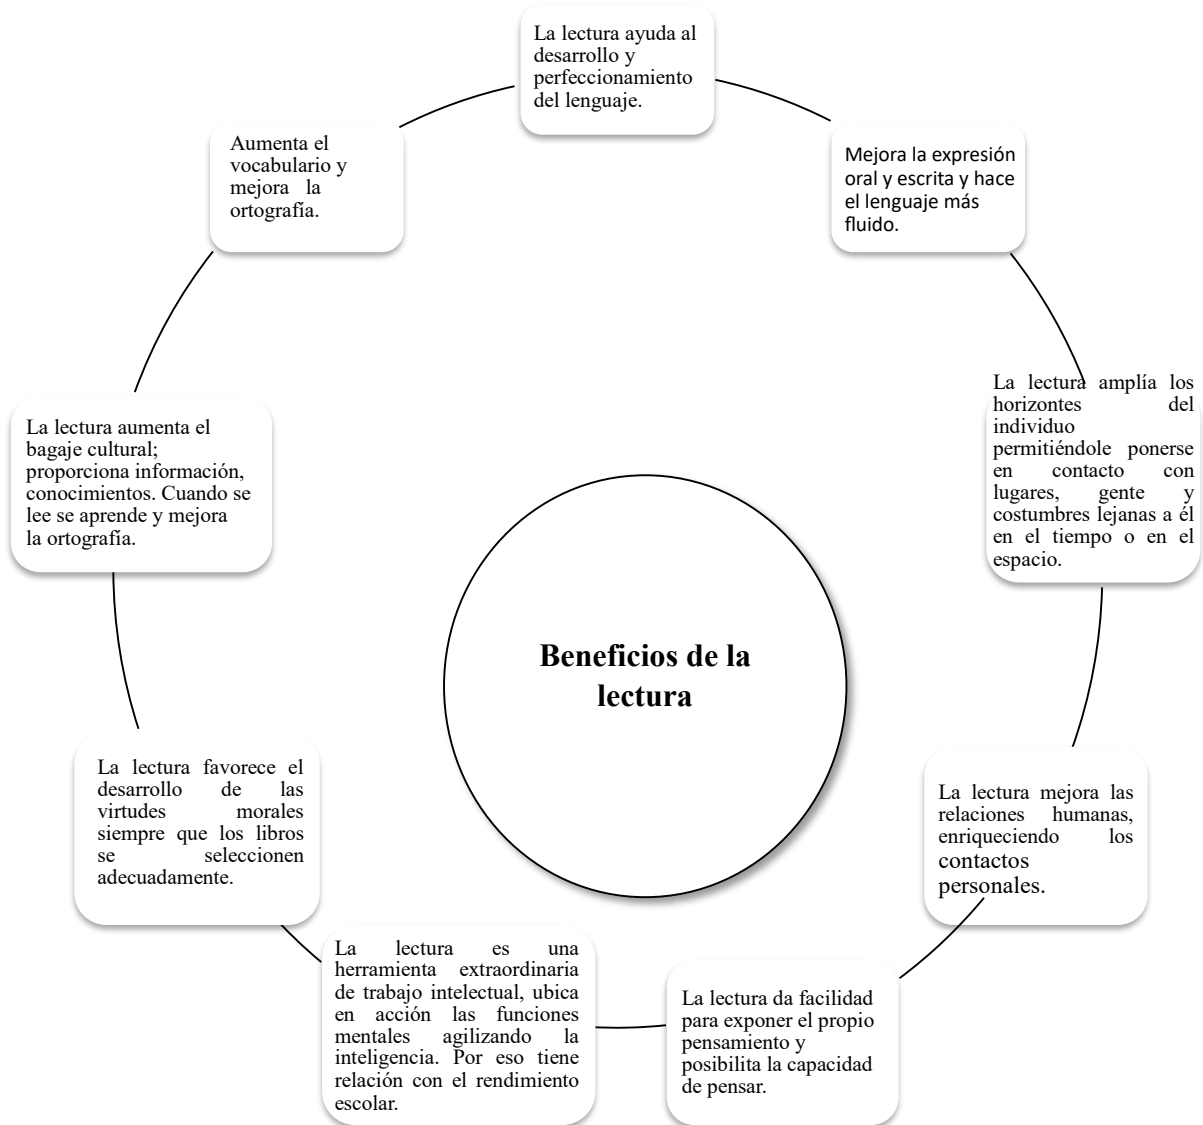 La lectura ayuda al
desarrollo y
perfeccionamiento
del lenguaje.
Mejora la expresión
oral y escrita y hace
el lenguaje más
fluido.
La lectura amplía los
horizontes del
individuo
permitiéndole ponerse
en contacto con
lugares, gente y
costumbres lejanas a él
en el tiempo o en el
espacio.
La lectura mejora las
relaciones humanas,
enriqueciendo los
contactos
personales.
La lectura da facilidad
para exponer el propio
pensamiento y
posibilita la capacidad
de pensar.
La lectura es una
herramienta extraordinaria
de trabajo intelectual, ubica
en acción las funciones
mentales agilizando la
inteligencia. Por eso tiene
relación con el rendimiento
escolar.
La lectura favorece el
desarrollo de las
virtudes morales
siempre que los libros
se seleccionen
adecuadamente.
La lectura aumenta el
bagaje cultural;
proporciona información,
conocimientos. Cuando se
lee se aprende y mejora
la ortografía.
Aumenta el
vocabulario y
mejora la
ortografía.
Beneficios de la
lectura